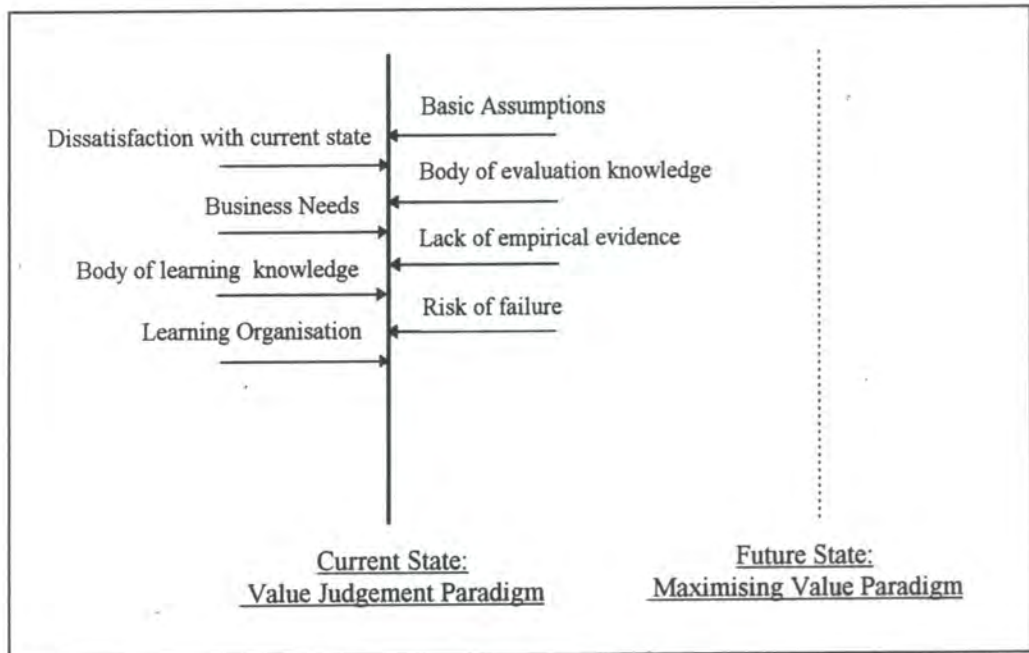 Basic Assumptions
Dissatisfaction with current state
Body of evaluation knowledge
Business Needs
Lack of empirical evidence
Body of learning knowledge
Risk of failure
Learning Organisation
Current State:
Value Judgement Paradigm
Future State:
Maximising Value Paradigm